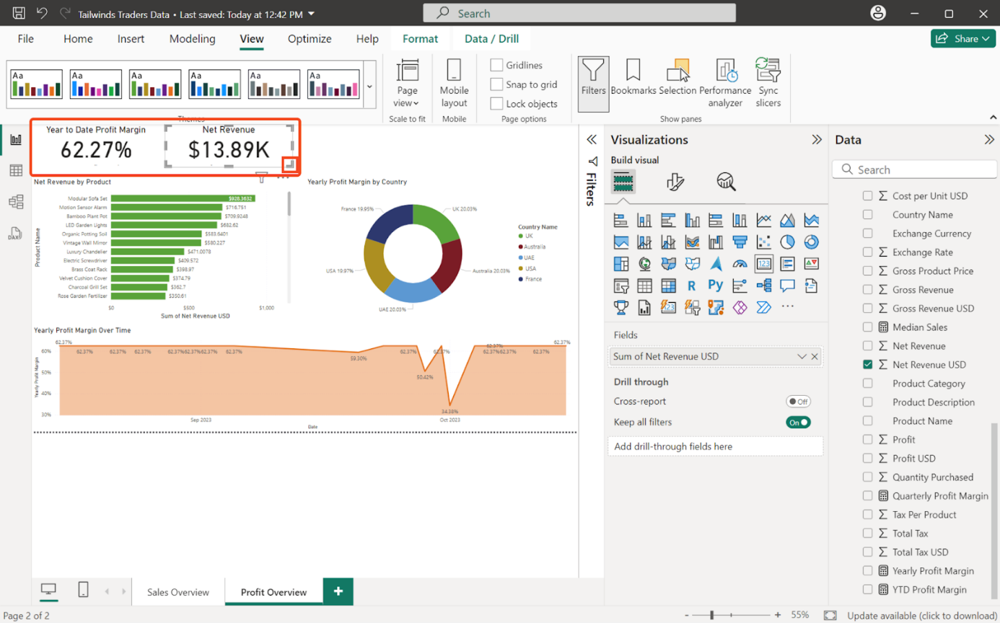 Tailwinds Traders Data • Last saved: Today at 12:42 PM
Search
File Home Insert Modeling View Optimize Help Format Data / Drill
Share
Aa Aa Aa Aa Aa Aa
Page view
Mobile layout
Gridlines
Snap to grid
Lock objects
Filters Bookmarks Selection Performance analyzer Sync slicers
Themes Scale to fit Mobile Page options Show panes
Year to Date Profit Margin
62.27%
Net Revenue
$13.89K
Net Revenue by Product
Product Name
Modular Sofa Set $928.3632
Motion Sensor Alarm $716.751
Bamboo Plant Pot $709.9248
LED Garden Lights $682.62
Organic Potting Soil $583.6401
Vintage Wall Mirror $580.227
Luxury Chandelier $471.0078
Electric Screwdriver $409.572
Brass Coat Rack $398.97
Velvet Cushion Cover $374.79
Charcoal Grill Set $362.7
Rose Garden Fertilizer $350.61
$0 $500 $1,000
Sum of Net Revenue USD
Yearly Profit Margin by Country
France 19.95%
UK 20.03%
USA 19.97%
Australia 20.03%
UAE 20.03%
Country Name
UK
Australia
UAE
USA
France
Yearly Profit Margin Over Time
Yearly Profit Margin
60%
50%
40%
30%
62.37% 62.37% 62.37% 62.37% 62.37%62.37%62.37% 62.37% 59.30% 62.37% 50.42% 62.37% 34.38% 62.37% 62.37%62.37% 62.37% 62.37%
Sep 2023 Oct 2023
Date
Filters
Visualizations
Build visual
123
R
Py
123
Fields
Sum of Net Revenue USD
Drill through
Cross-report
Off
Keep all filters
On
Add drill-through fields here
Data
Search
Cost per Unit USD
Country Name
Exchange Currency
Exchange Rate
Gross Product Price
Gross Revenue
Gross Revenue USD
Median Sales
Net Revenue
Net Revenue USD
Product Category
Product Description
Product Name
Profit
Profit USD
Quantity Purchased
Quarterly Profit Margin
Tax Per Product
Total Tax
Total Tax USD
Yearly Profit Margin
YTD Profit Margin
DAX
Sales Overview
Profit Overview
+
Page 2 of 2
- + 55%
Update available (click to download)